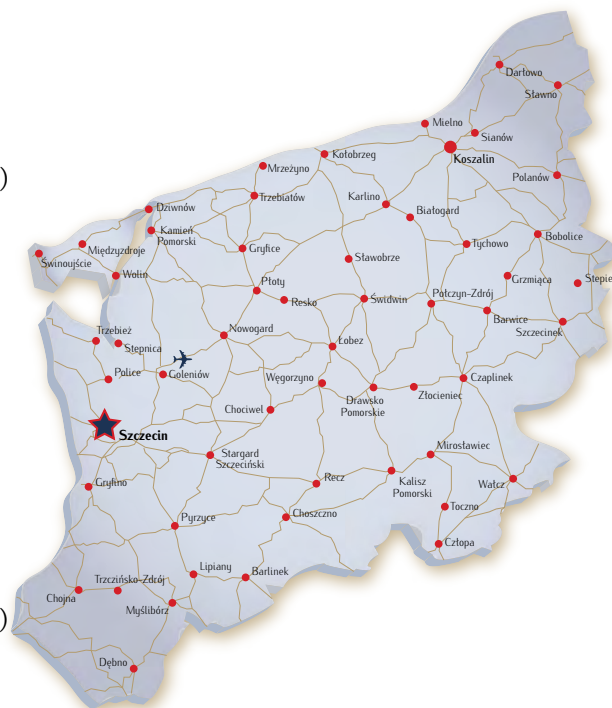 Darłowo
Sławno
Mielno
Sianów
Koszalin
)
Kołobrzeg
Mrzeżyno
Polanów
Trzebiatów
Karlino
Białogard
Dziwnów
Kamień
Pomorski
Bobolice
Tychowo
Międzyzdroje
Gryfice
Świnoujście
Sławobrze
Wolin
Grzmiąca
Stepie
Płoty
Resko
Świdwin
Połczyn-Zdrój
Barwice
Szczecinek
Trzebież
Stepnica
Nowogard
Łobez
Police
Goleniów
Węgorzyno
Czaplinek
Drawsko
Pomorskie
Złocieniec
Chociwel
Szczecin
Mirosławiec
Stargard
Szczeciński
Recz
Kalisz
Pomorski
Wałcz
Gryfino
Toczno
Choszczno
Pyrzyce
Człopa
Lipiany
Barlinek
Trzczińsko-Zdrój
Chojna
Myślibórz
)
Dębno